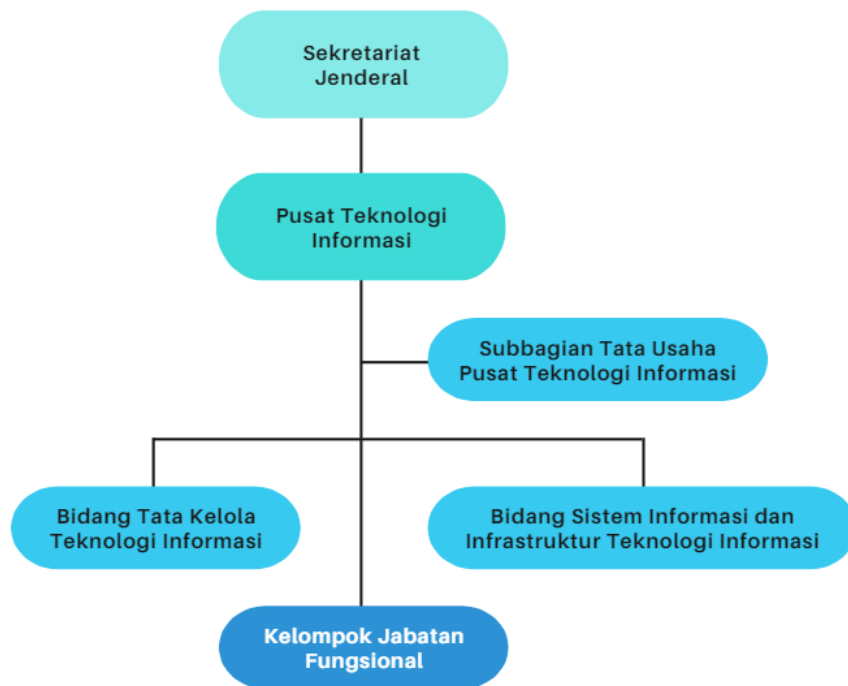 Sekretariat
Jenderal
Pusat Teknologi
Informasi
Subbagian Tata Usaha
Pusat Teknologi Informasi
Bidang Tata Kelola
Teknologi Informasi
Bidang Sistem Informasi dan
Infrastruktur Teknologi Informasi
Kelompok Jabatan
Fungsional